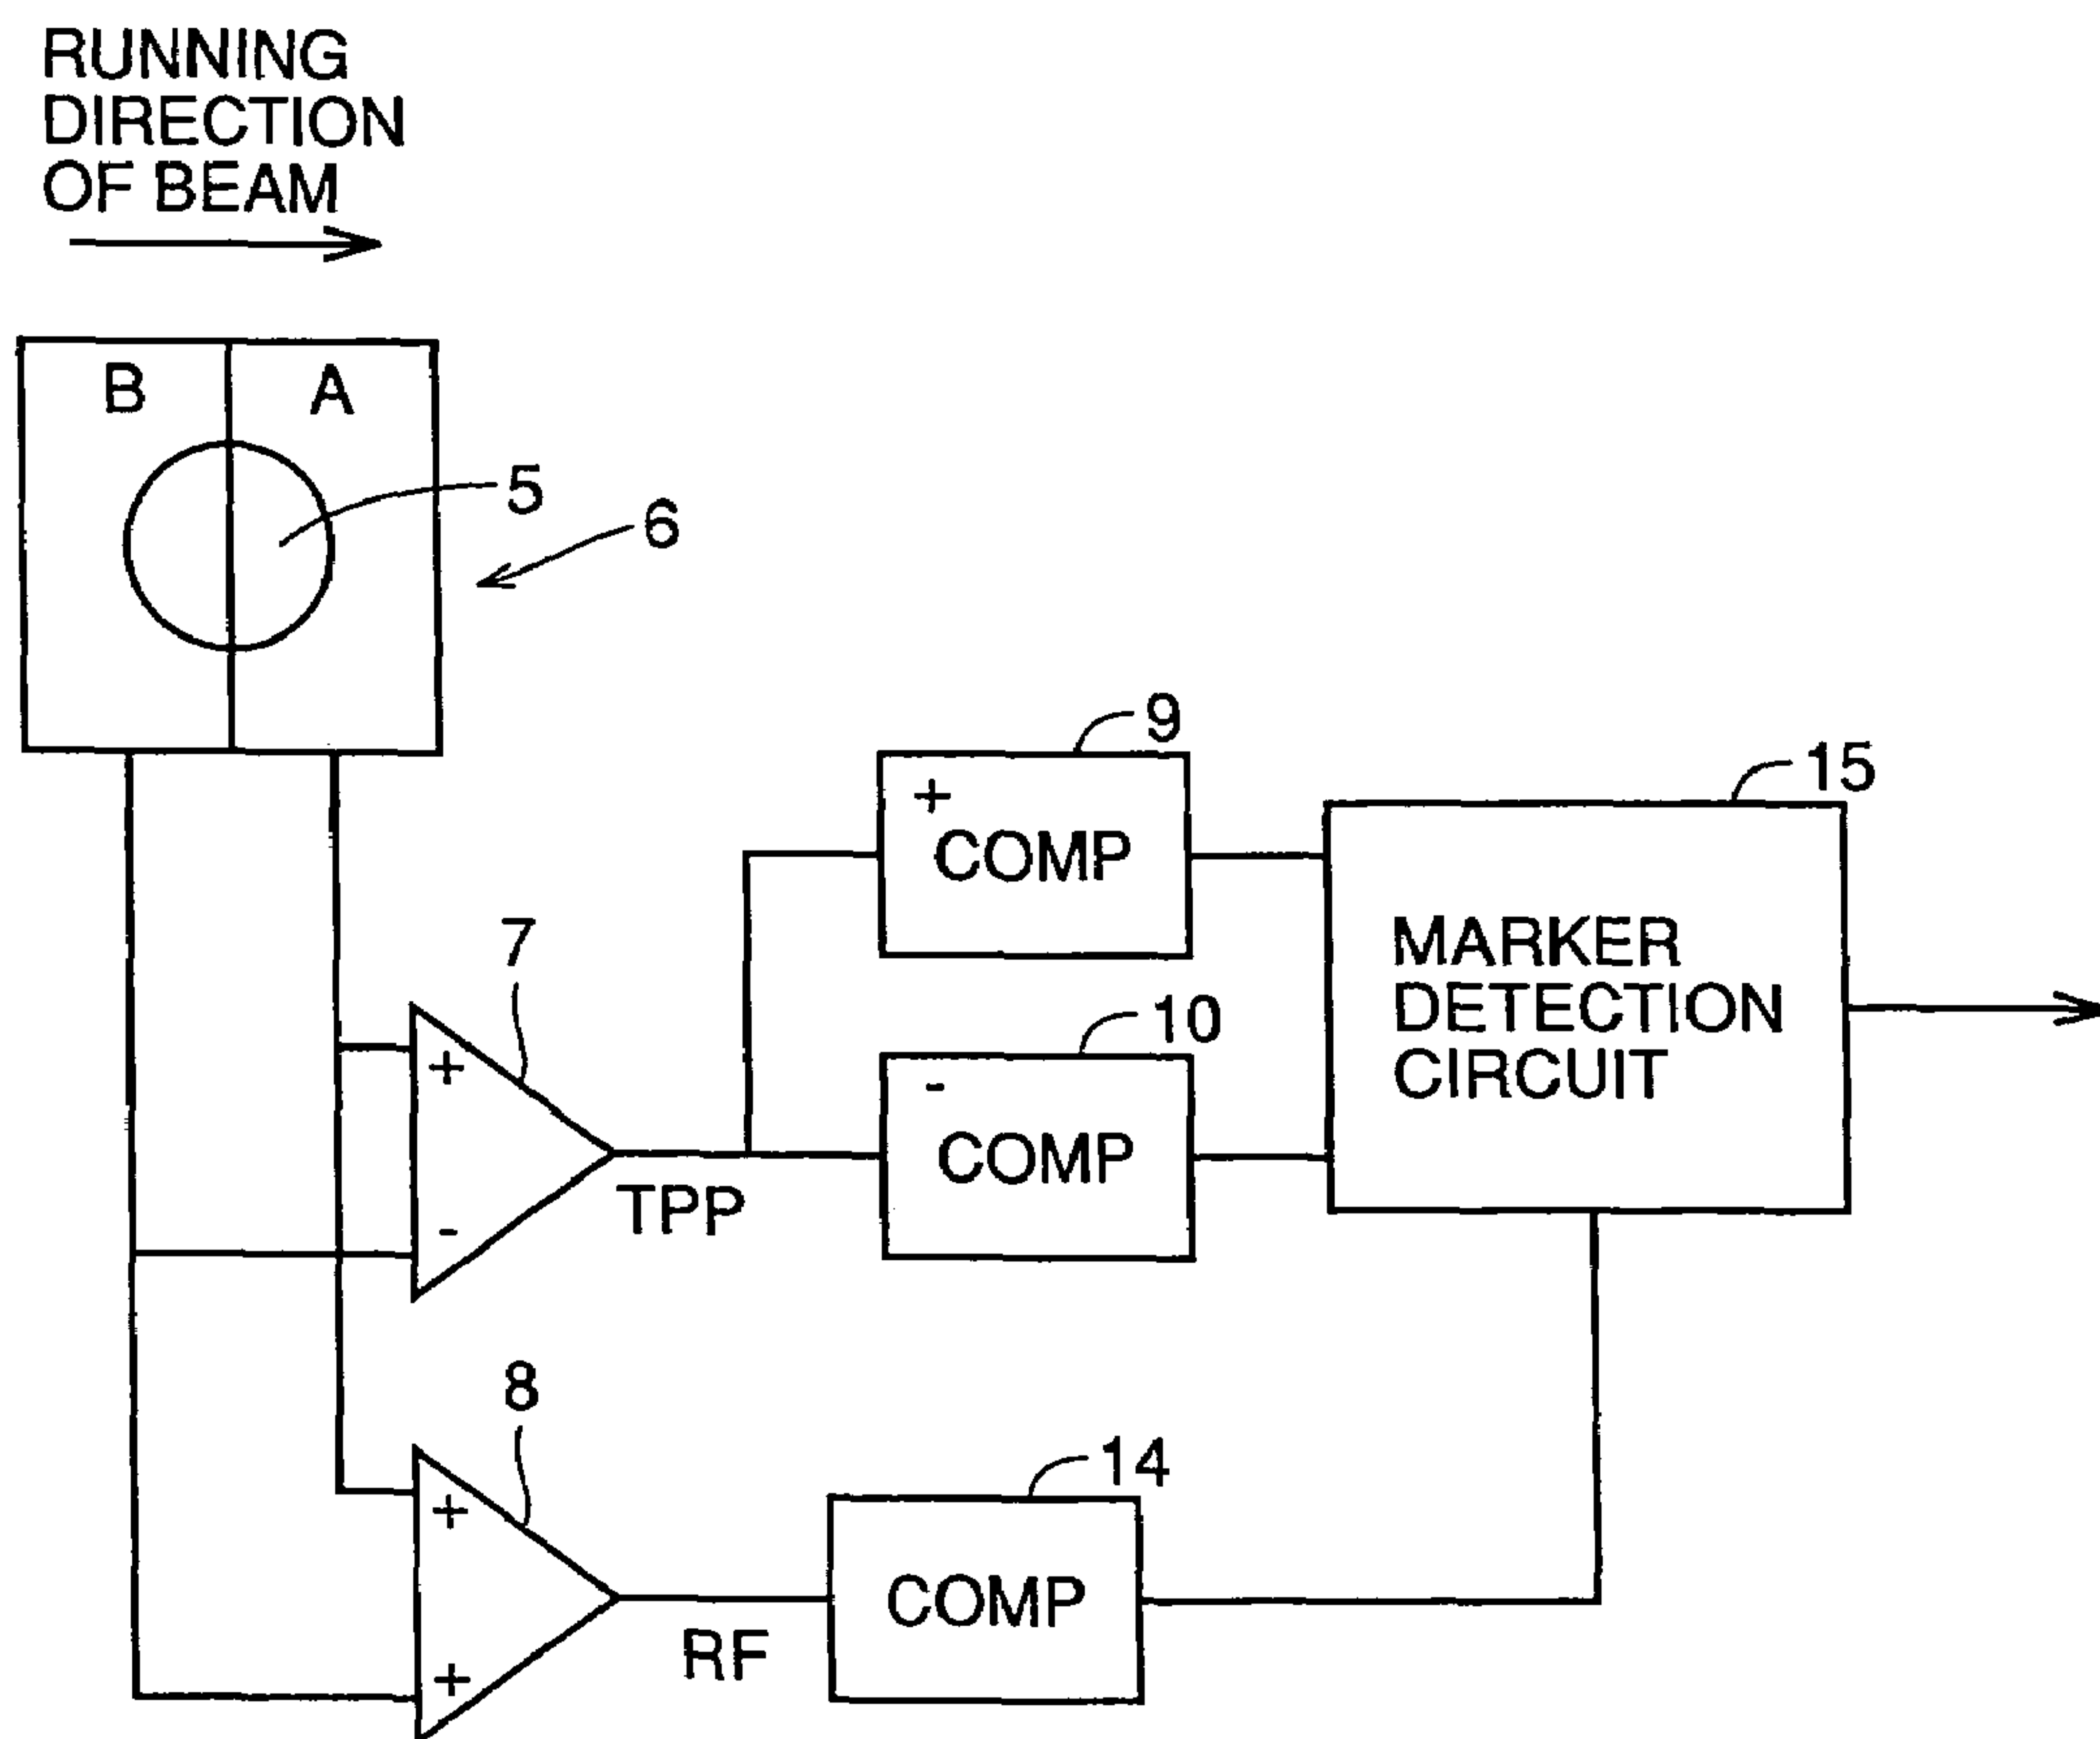 RUNNING
DIRECTION
OF BEAM
B A
5
6
9
+
COMP
15
MARKER
DETECTION
CIRCUIT
7
+
-
TPP
10
-
COMP
8
+
+
RF
14
COMP